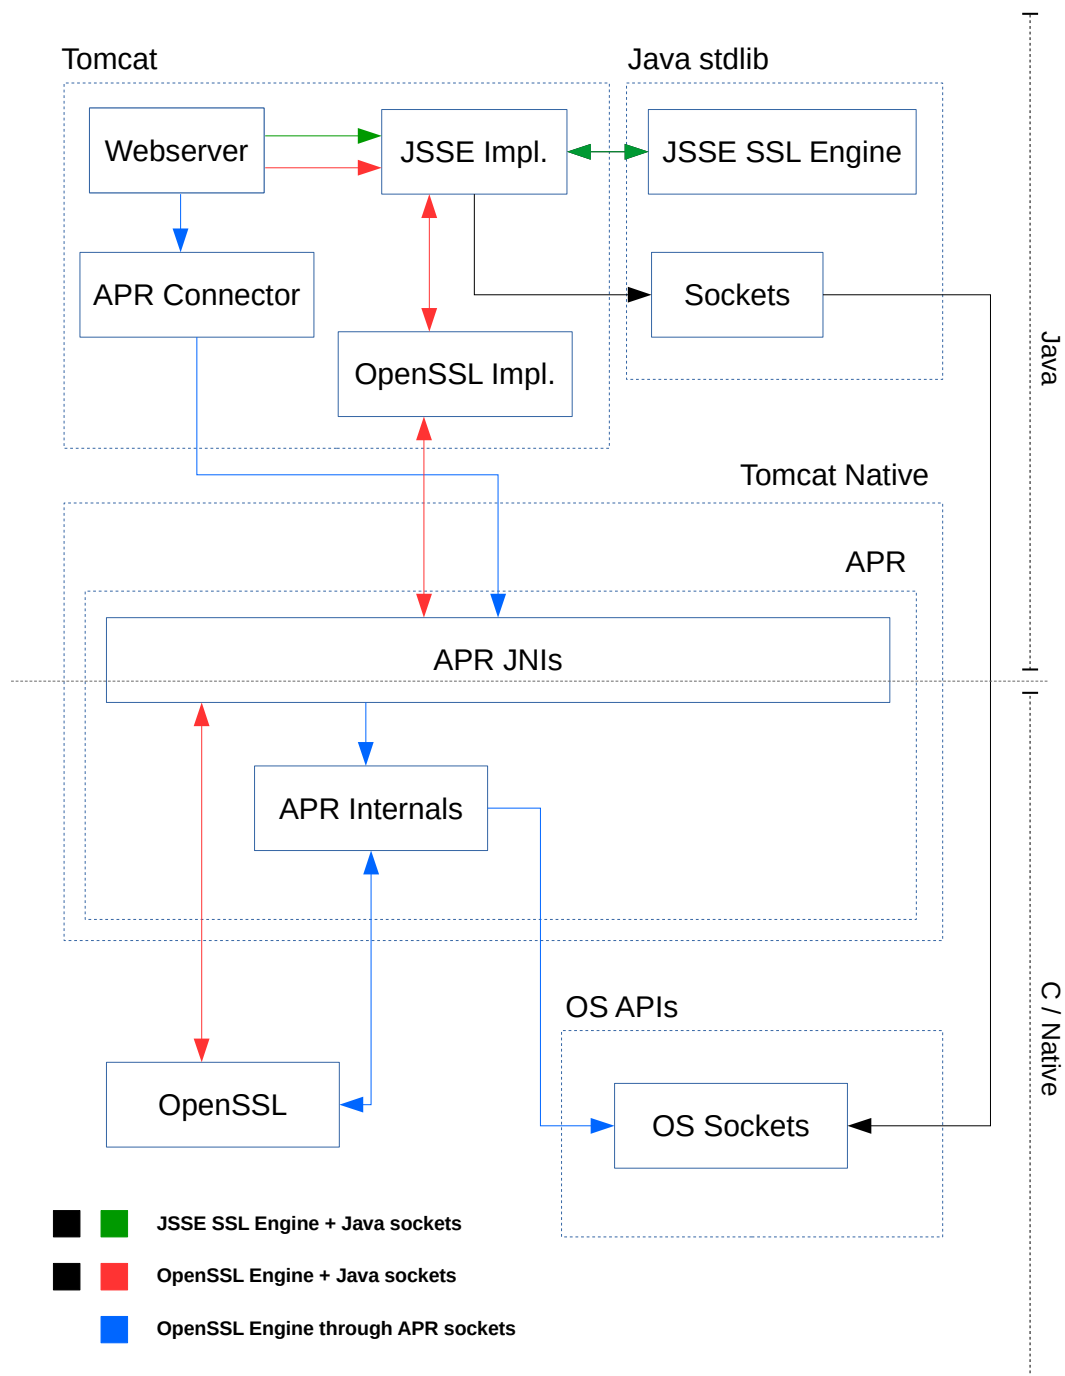 Tomcat
Java stdlib
Webserver
JSSE Impl.
JSSE SSL Engine
APR Connector
Sockets
OpenSSL Impl.
Java
Tomcat Native
APR
APR JNIs
APR Internals
C / Native
OS APIs
OpenSSL
OS Sockets
JSSE SSL Engine + Java sockets
OpenSSL Engine + Java sockets
OpenSSL Engine through APR sockets